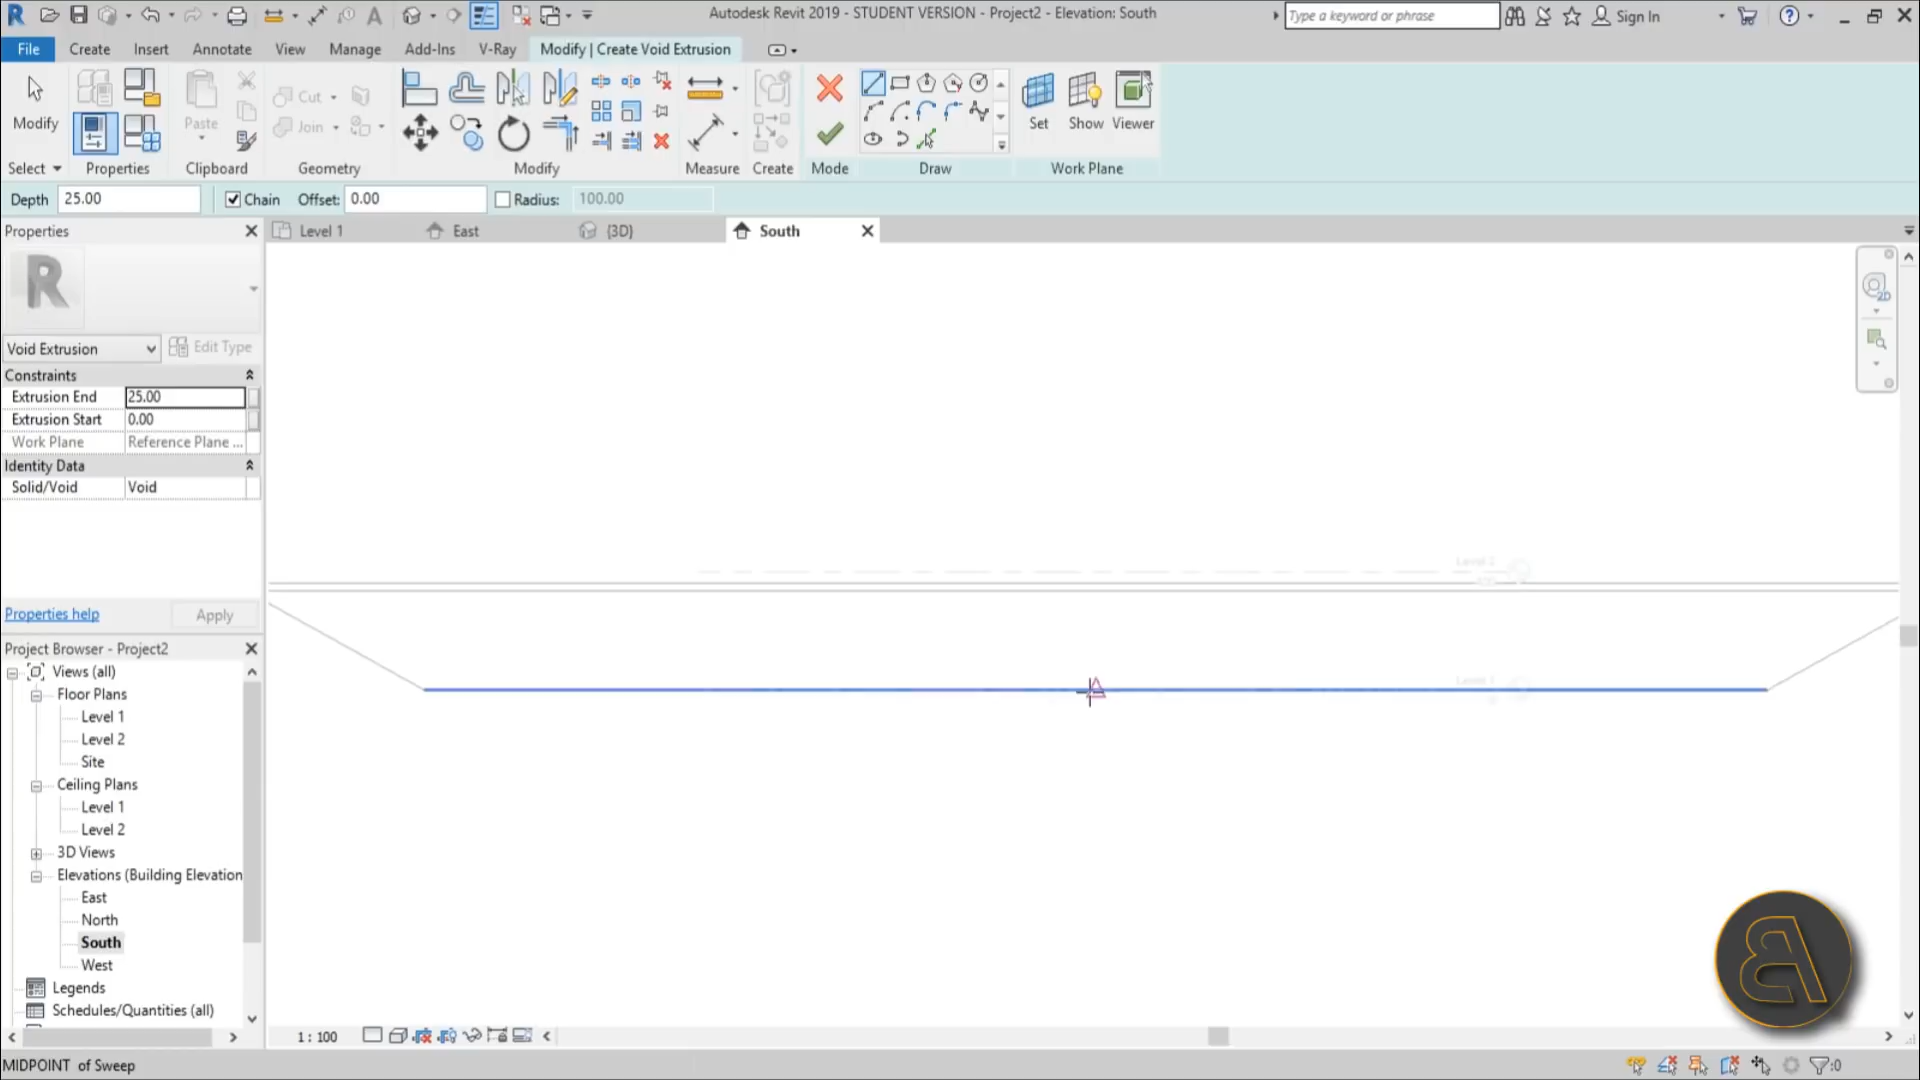 Autodesk Revit 2019 - STUDENT VERSION - Project2 - Elevation: South
Type a keyword or phrase
Sign In
File Create Insert Annotate View Manage Add-Ins V-Ray Modify | Create Void Extrusion
Modify
Paste
Cut
Join
Set Show Viewer
Select Properties Clipboard Geometry Modify Measure Create Mode Draw Work Plane
Depth 25.00 Chain Offset: 0.00 Radius: 100.00
Properties
Level 1 East {3D} South
Void Extrusion Edit Type
Constraints
Extrusion End 25.00
Extrusion Start 0.00
Work Plane Reference Plane ...
Identity Data
Solid/Void Void
Properties help Apply
Project Browser - Project2
Views (all)
Floor Plans
Level 1
Level 2
Site
Ceiling Plans
Level 1
Level 2
3D Views
Elevations (Building Elevation
East
North
South
West
Legends
Schedules/Quantities (all)
Level 2
Level 1
2D
1 : 100
MIDPOINT of Sweep
:0